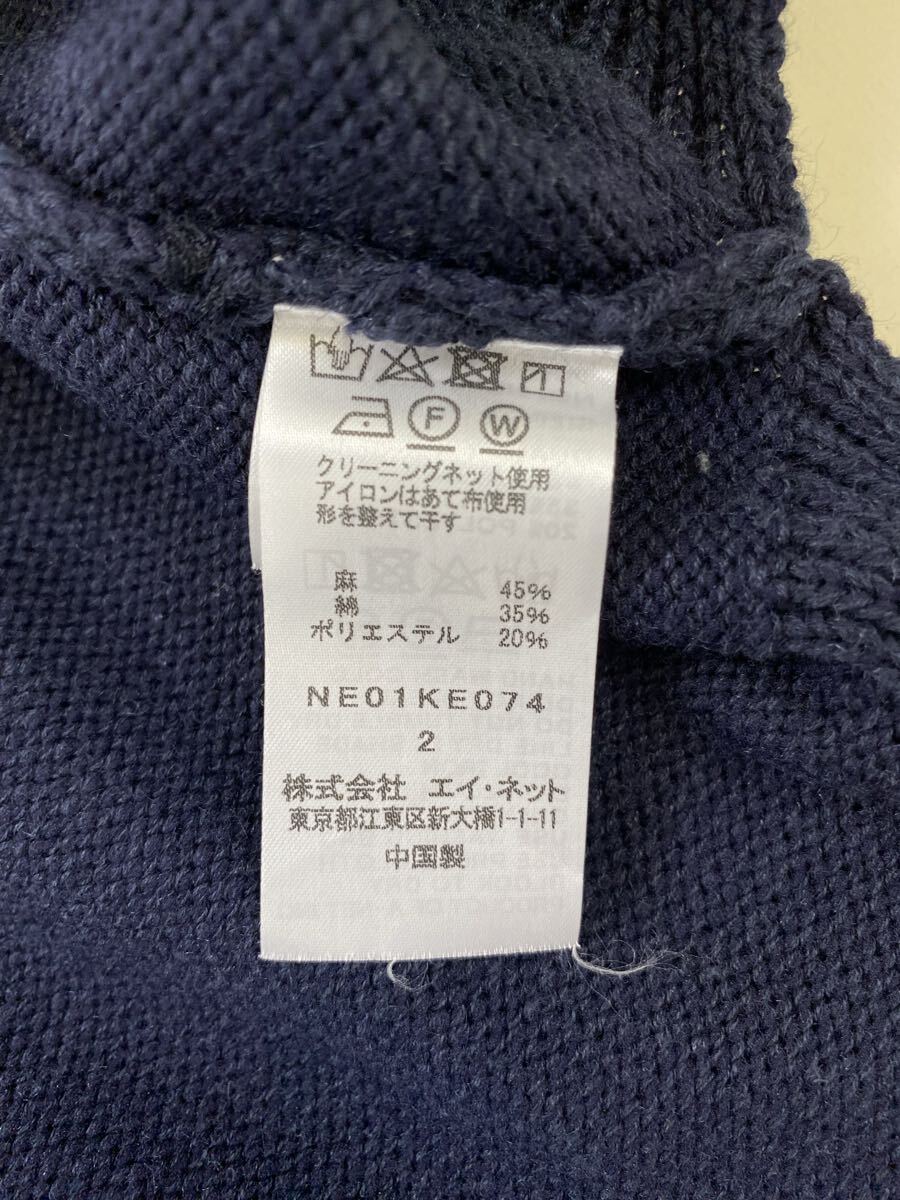 F W
クリーニングネット使用
アイロンはあて布使用
形を整えて干す
麻 45%
綿 35%
ポリエステル 20%
NE01KE074
2
株式会社 エイ・ネット
東京都江東区新大橋1-1-11
中国製